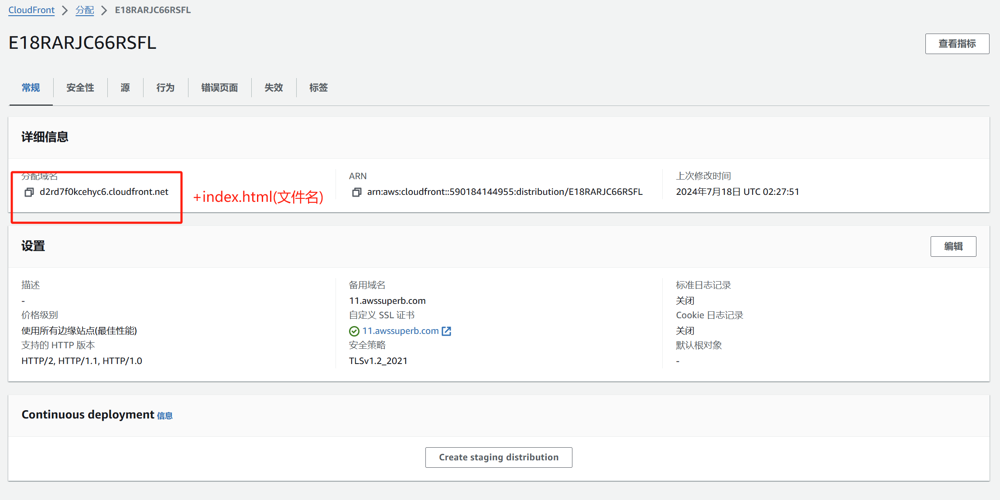 CloudFront > 分配 > E18RARJC66RSFL
E18RARJC66RSFL
查看指标
常规 安全性 源 行为 错误页面 失效 标签
详细信息
分配域名
d2rd7f0kcehyc6.cloudfront.net
+index.html(文件名)
ARN
arn:aws:cloudfront::590184144955:distribution/E18RARJC66RSFL
上次修改时间
2024年7月18日 UTC 02:27:51
设置
编辑
描述
-
价格级别
使用所有边缘站点(最佳性能)
支持的 HTTP 版本
HTTP/2, HTTP/1.1, HTTP/1.0
备用域名
11.awssuperb.com
自定义 SSL 证书
11.awssuperb.com
安全策略
TLSv1.2_2021
标准日志记录
关闭
Cookie 日志记录
关闭
默认根对象
-
Continuous deployment 信息
Create staging distribution